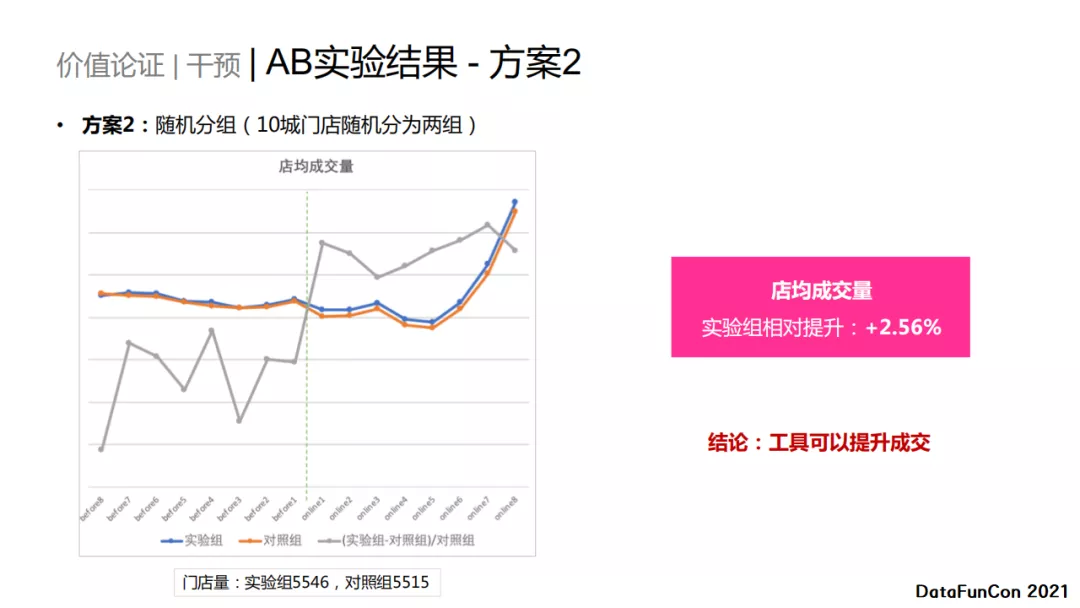 价值论证 | 干预 | AB实验结果 - 方案2
• 方案2：随机分组（10城门店随机分为两组）
店均成交量
before8 before7 before6 before5 before4 before3 before2 before1 online1 online2 online3 online4 online5 online6 online7 online8
实验组 对照组 (实验组-对照组)/对照组
门店量：实验组5546，对照组5515
店均成交量
实验组相对提升：+2.56%
结论：工具可以提升成交
DataFunCon 2021